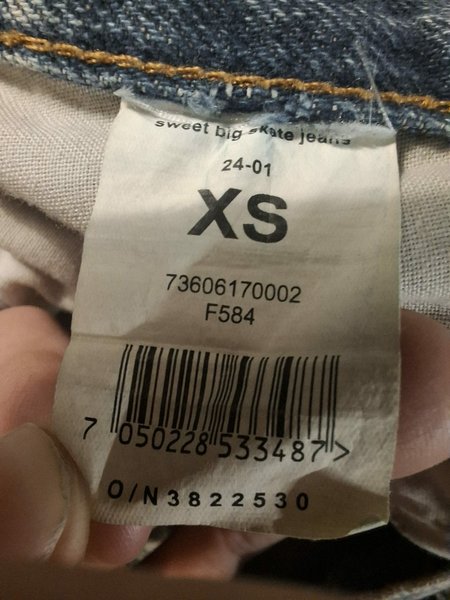 sweet big skate jeans
24-01
XS
73606170002
F584
7 050228 533487>
O/N3822530